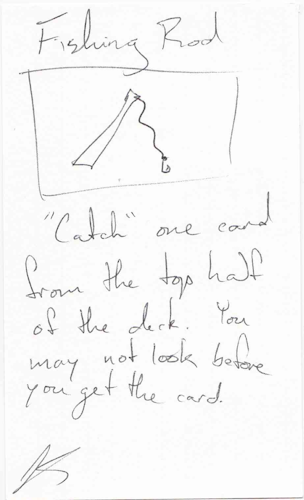 Fishing Rod
"Catch" one card
from the top half
of the deck. You
may not look before
you get the card.